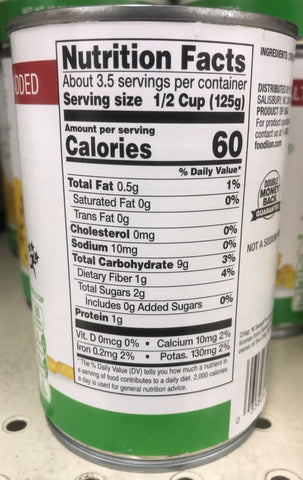 DDED
Nutrition Facts
About 3.5 servings per container
Serving size 1/2 Cup (125g)
Amount per serving
Calories 60
% Daily Value*
Total Fat 0.5g 1%
Saturated Fat 0g 0%
Trans Fat 0g
Cholesterol 0mg 0%
Sodium 10mg 0%
Total Carbohydrate 9g 3%
Dietary Fiber 1g 4%
Total Sugars 2g
Includes 0g Added Sugars 0%
Protein 1g
Vit. D 0mcg 0% • Calcium 10mg 2%
Iron 0.2mg 2% • Potas. 130mg 2%
*The % Daily Value (DV) tells you how much a nutrient in
a serving of food contributes to a daily diet. 2,000 calories
a day is used for general nutrition advice.
INGREDIENTS:
DISTRIBUTED
SALISBURY, NC
PRODUCT OF
For product
contact us at
foodlion.com
DOUBLE
MONEY
BACK
GUARANTEE
NOT A SODIUM
0